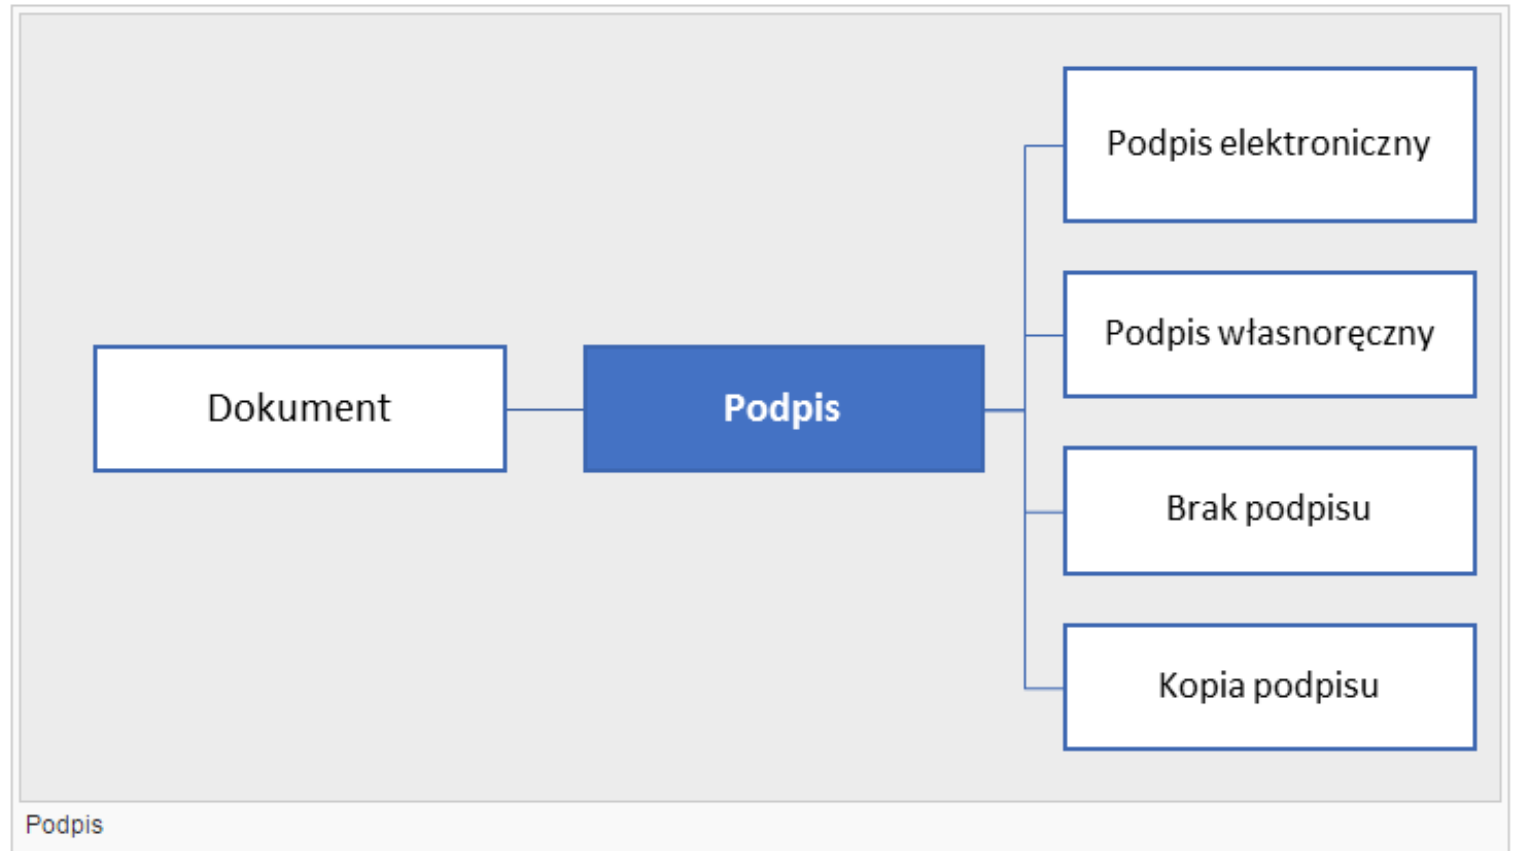 Dokument
Podpis
Podpis elektroniczny
Podpis własnoręczny
Brak podpisu
Kopia podpisu
Podpis